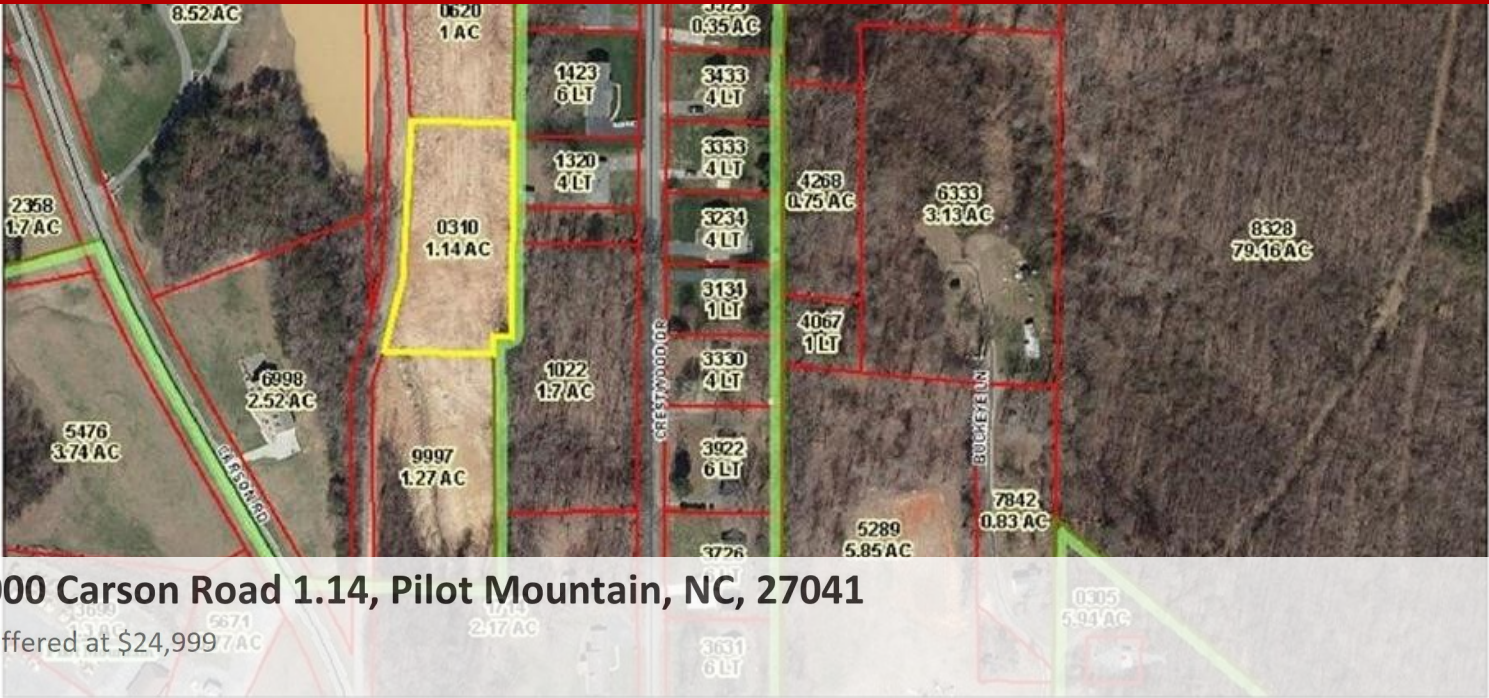 8.52 AC
0620
1 AC
3323
0.35 AC
1423
6 LT
3433
4 LT
1320
4 LT
3333
4 LT
4268
0.75 AC
6333
3.13 AC
2358
1.7 AC
0310
1.14 AC
3234
4 LT
8328
79.16 AC
3134
1 LT
4067
1 LT
CRESTWOOD DR
3330
4 LT
6998
2.52 AC
1022
1.7 AC
BUCKEYE LN
5476
3.74 AC
CARSON RD
9997
1.27 AC
3922
6 LT
7842
0.83 AC
5289
5.85 AC
3726
000 Carson Road 1.14, Pilot Mountain, NC, 27041
ffered at $24,999
5671
7 AC
2.17 AC
0305
5.94 AC
3631
6 LT